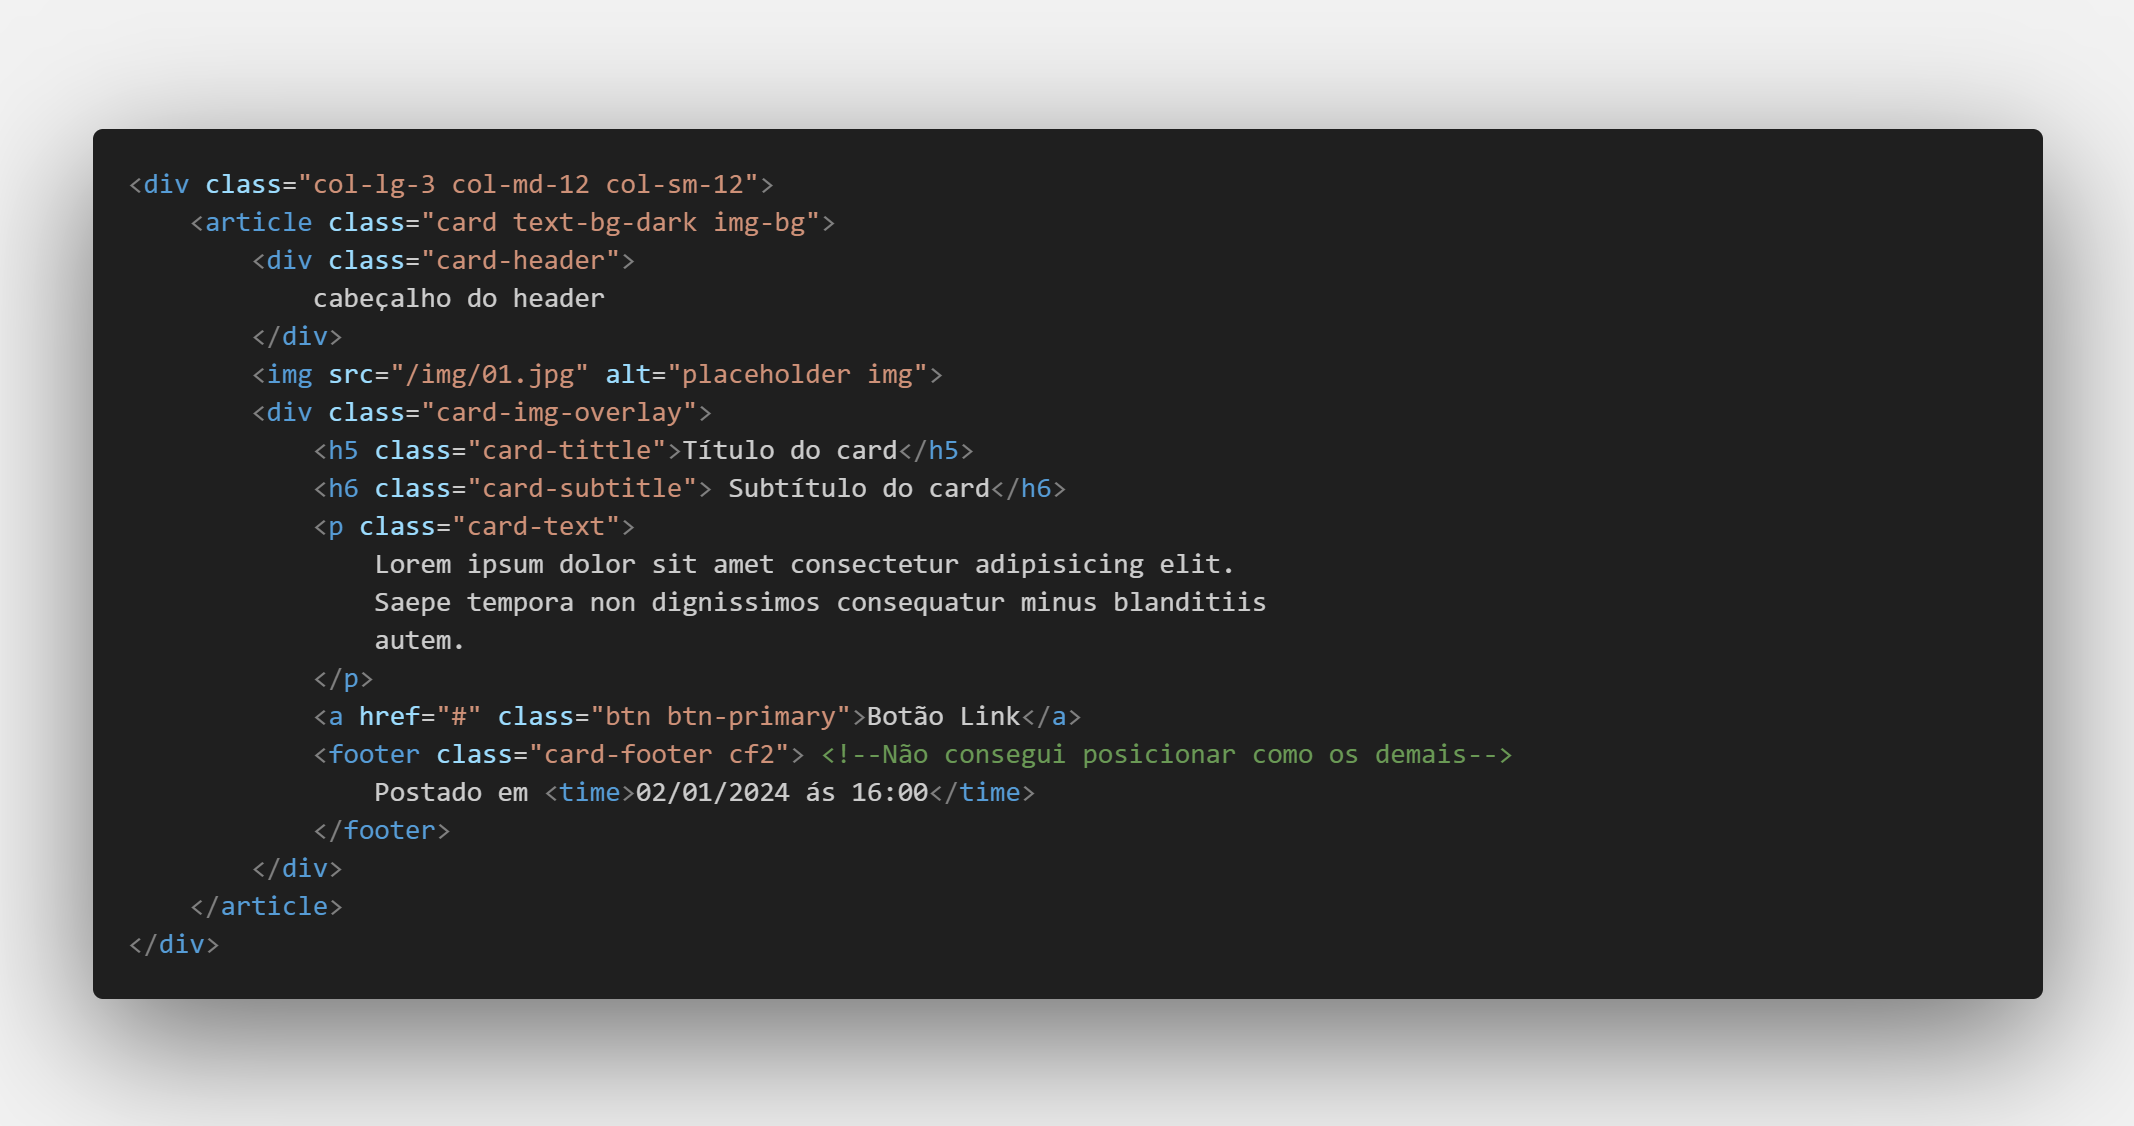 <div class="col-lg-3 col-md-12 col-sm-12">
    <article class="card text-bg-dark img-bg">
        <div class="card-header">
            cabeçalho do header
        </div>
        <img src="/img/01.jpg" alt="placeholder img">
        <div class="card-img-overlay">
            <h5 class="card-tittle">Título do card</h5>
            <h6 class="card-subtitle"> Subtítulo do card</h6>
            <p class="card-text">
                Lorem ipsum dolor sit amet consectetur adipisicing elit.
                Saepe tempora non dignissimos consequatur minus blanditiis
                autem.
            </p>
            <a href="#" class="btn btn-primary">Botão Link</a>
            <footer class="card-footer cf2"> <!--Não consegui posicionar como os demais-->
                Postado em <time>02/01/2024 ás 16:00</time>
            </footer>
        </div>
    </article>
</div>